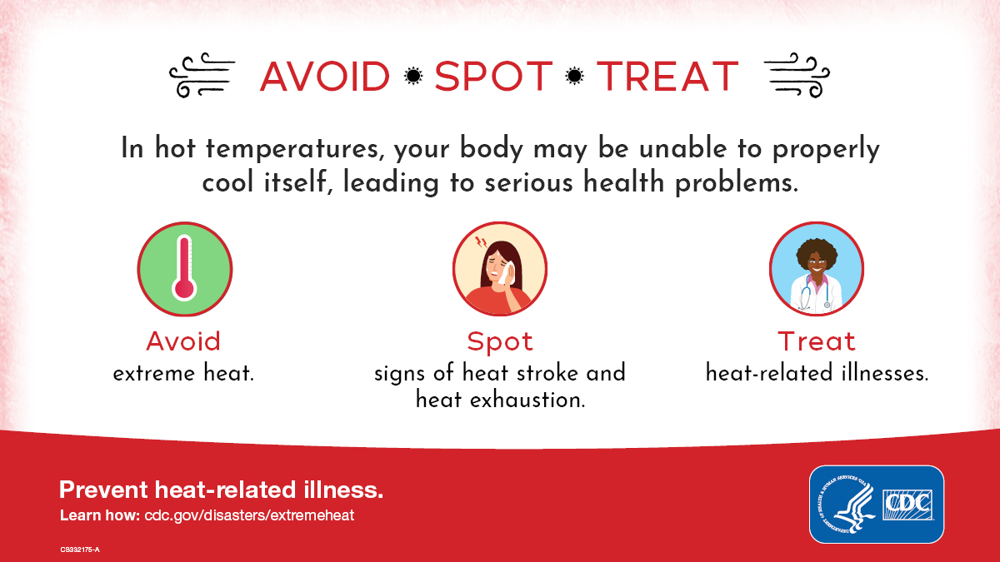 AVOID SPOT TREAT
In hot temperatures, your body may be unable to properly
cool itself, leading to serious health problems.
Avoid
extreme heat.
Spot
signs of heat stroke and
heat exhaustion.
Treat
heat-related illnesses.
Prevent heat-related illness.
Learn how: cdc.gov/disasters/extremeheat
CS332175-A
DEPARTMENT OF HEALTH & HUMAN SERVICES · USA
CDC